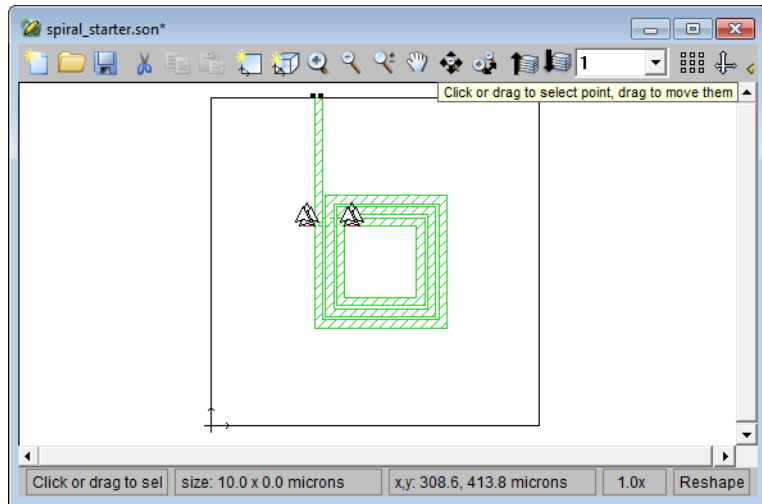 spiral_starter.son*
1
Click or drag to select point, drag to move them
Click or drag to sel
size: 10.0 x 0.0 microns
x,y: 308.6, 413.8 microns
1.0x
Reshape